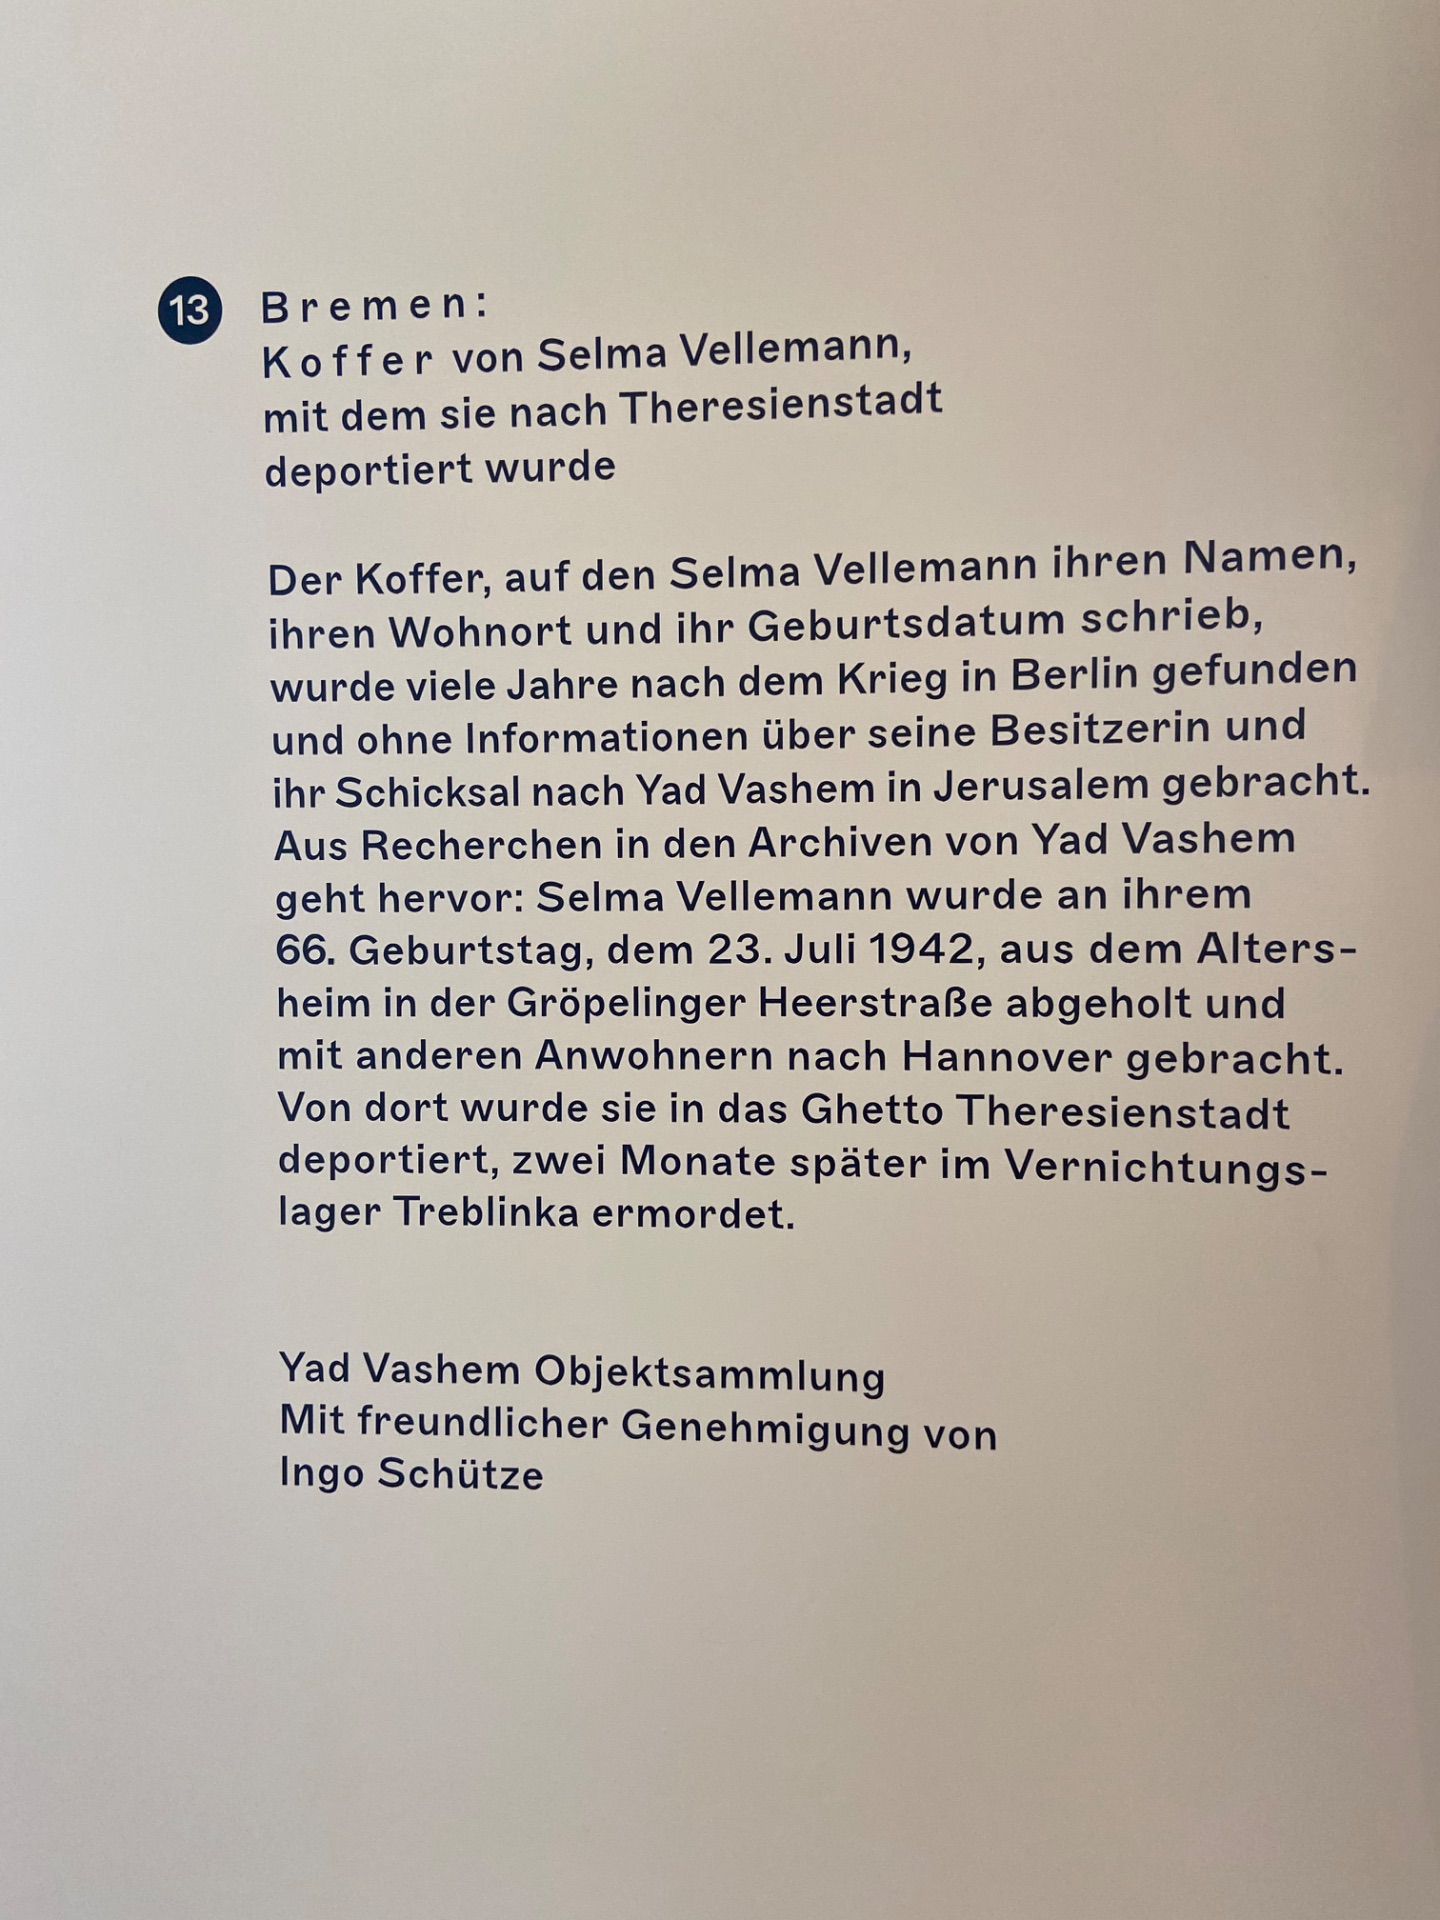 13
Bremen:
Koffer von Selma Vellemann,
mit dem sie nach Theresienstadt
deportiert wurde
Der Koffer, auf den Selma Vellemann ihren Namen,
ihren Wohnort und ihr Geburtsdatum schrieb,
wurde viele Jahre nach dem Krieg in Berlin gefunden
und ohne Informationen über seine Besitzerin und
ihr Schicksal nach Yad Vashem in Jerusalem gebracht.
Aus Recherchen in den Archiven von Yad Vashem
geht hervor: Selma Vellemann wurde an ihrem
66. Geburtstag, dem 23. Juli 1942, aus dem Alters-
heim in der Gröpelinger Heerstraße abgeholt und
mit anderen Anwohnern nach Hannover gebracht.
Von dort wurde sie in das Ghetto Theresienstadt
deportiert, zwei Monate später im Vernichtungs-
lager Treblinka ermordet.
Yad Vashem Objektsammlung
Mit freundlicher Genehmigung von
Ingo Schütze